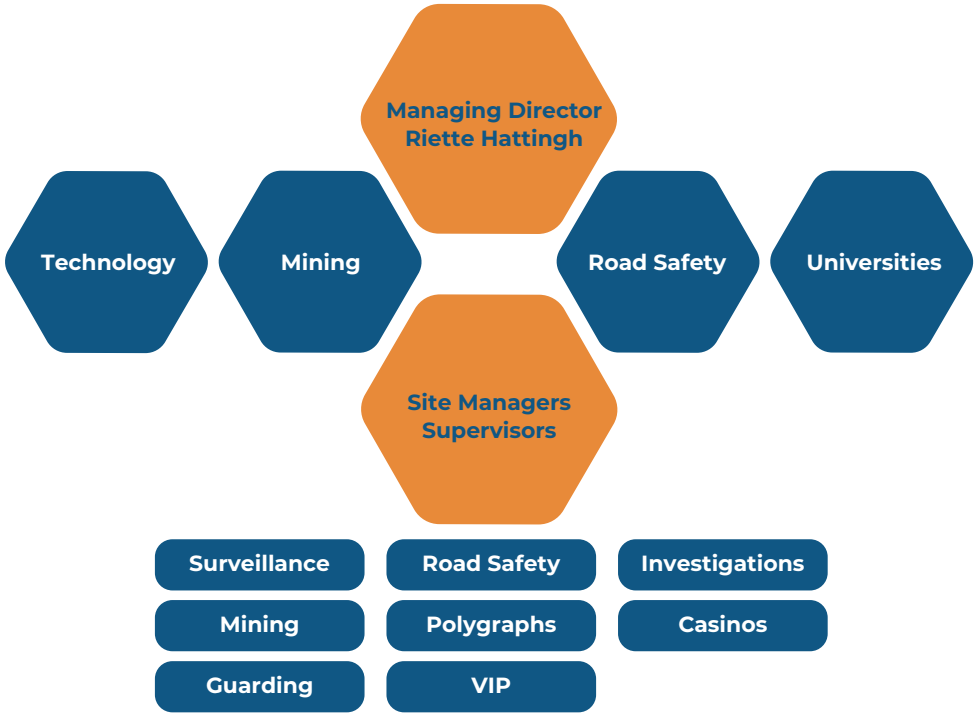 Managing Director
Riette Hattingh
Technology
Mining
Road Safety
Universities
Site Managers
Supervisors
Surveillance
Road Safety
Investigations
Mining
Polygraphs
Casinos
Guarding
VIP